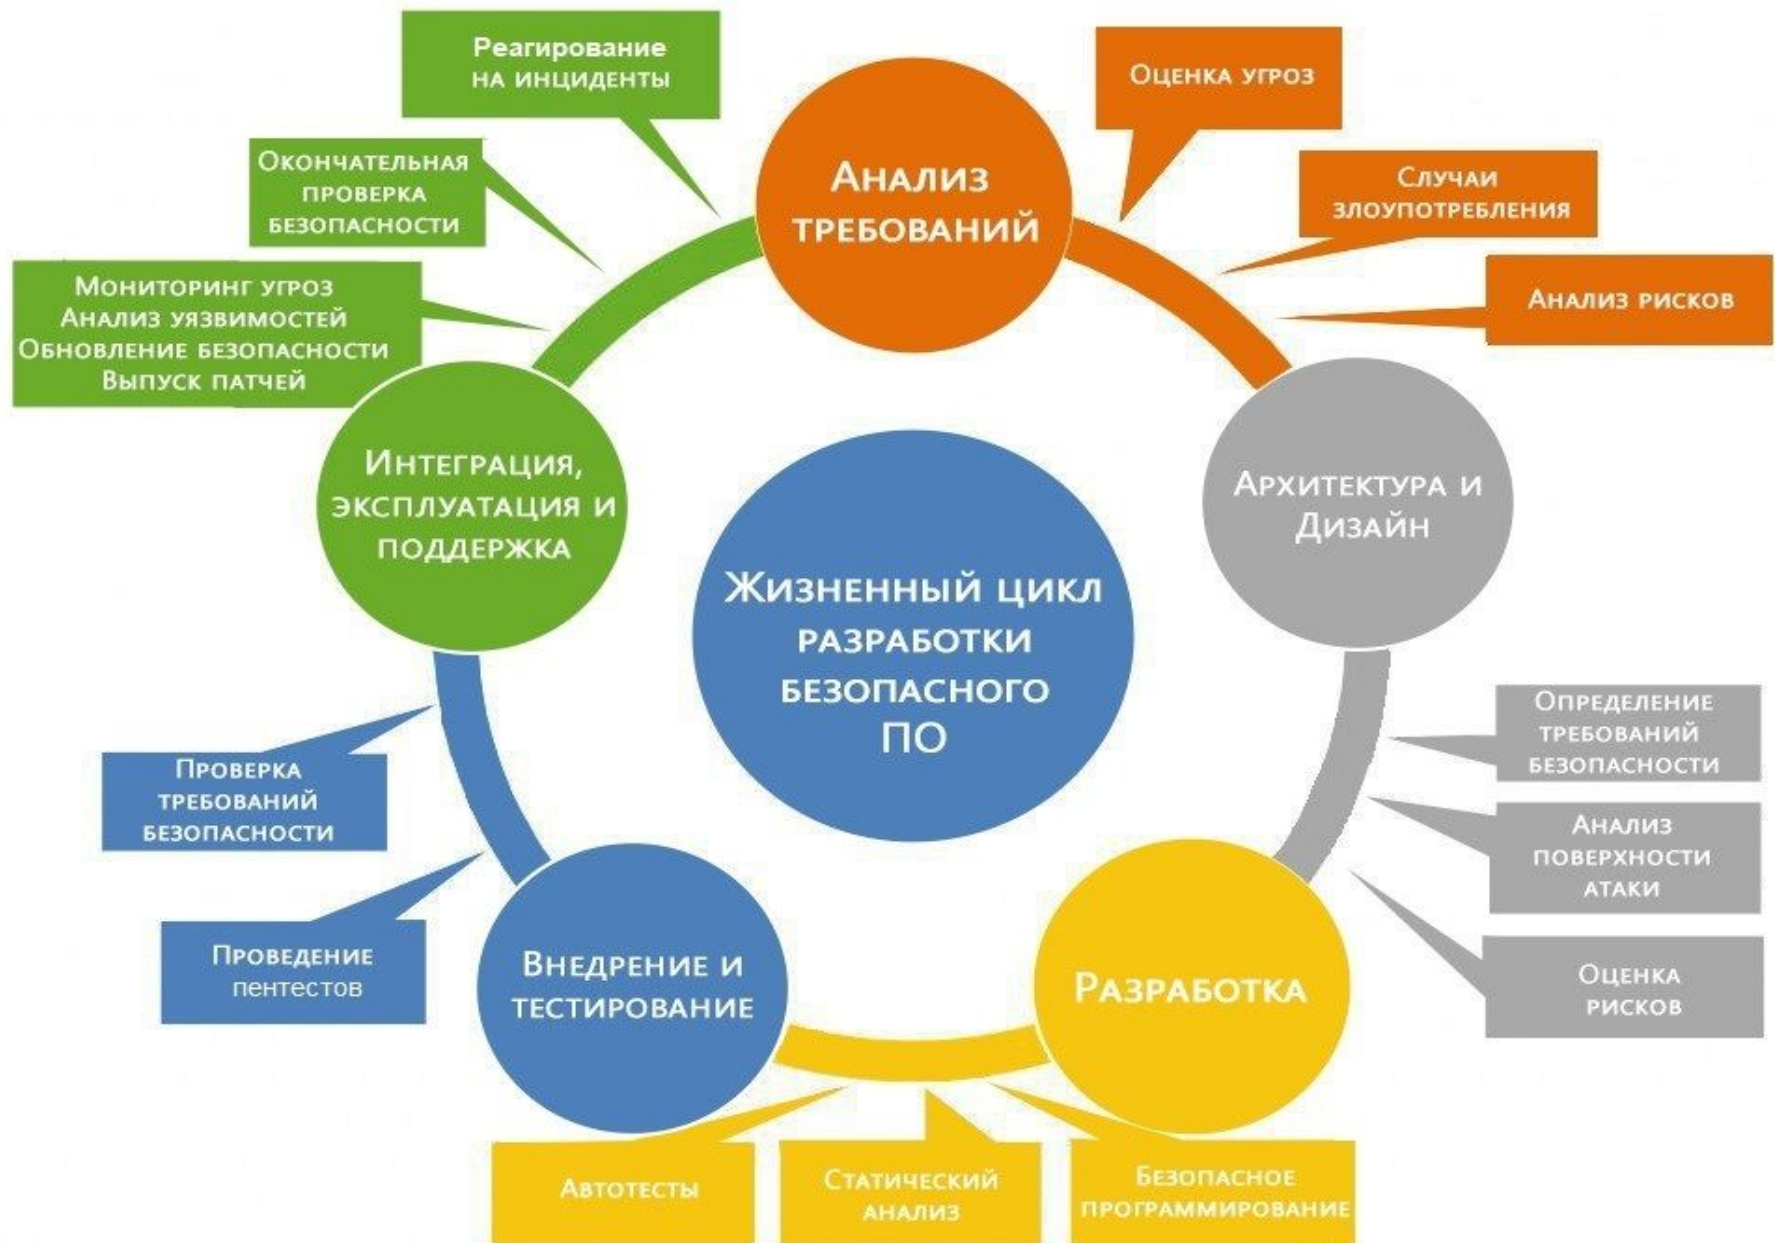 Реагирование
на инциденты
Оценка угроз
Окончательная
проверка
безопасности
Анализ
требований
Случаи
злоупотребления
Мониторинг угроз
Анализ уязвимостей
Обновление безопасности
Выпуск патчей
Анализ рисков
Интеграция,
эксплуатация и
поддержка
Архитектура и
Дизайн
Жизненный цикл
разработки
безопасного
ПО
Определение
требований
безопасности
Проверка
требований
безопасности
Анализ
поверхности
атаки
Проведение
пентестов
Внедрение и
тестирование
Разработка
Оценка
рисков
Автотесты
Статический
анализ
Безопасное
программирование